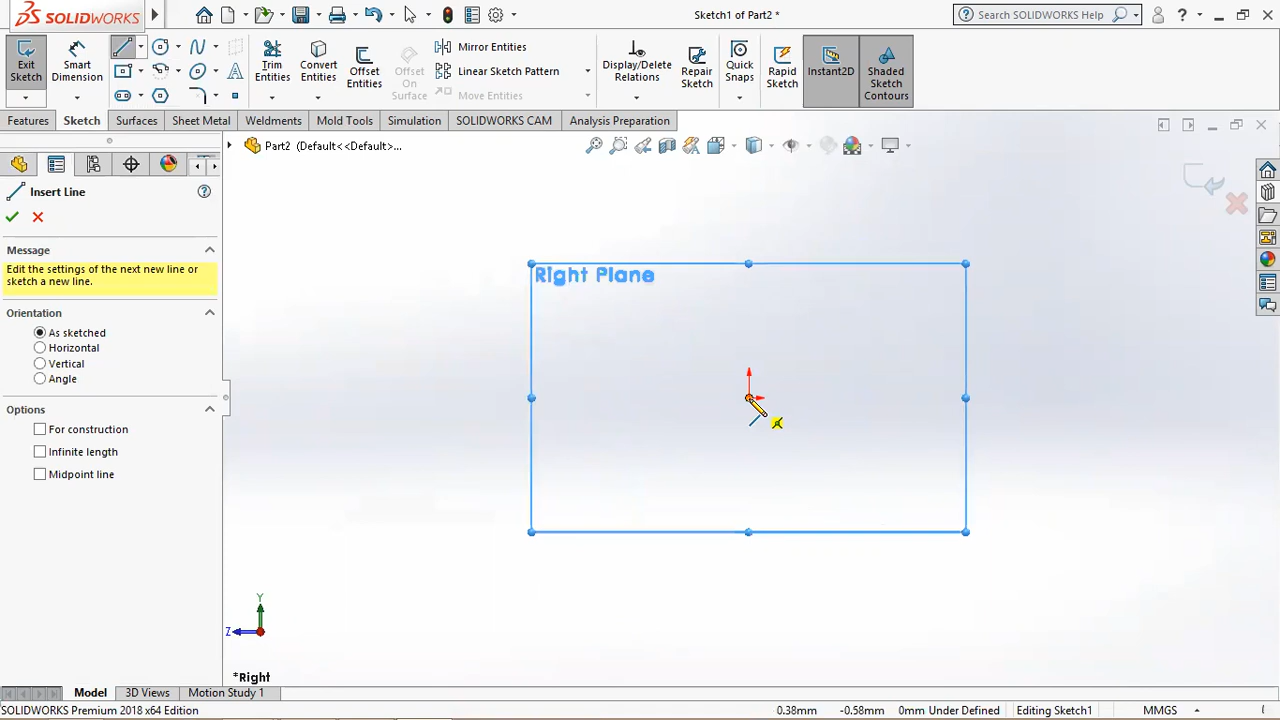 SOLIDWORKS
Sketch1 of Part2 *
Search SOLIDWORKS Help
?
Exit Sketch
Smart Dimension
Trim Entities
Convert Entities
Offset Entities
Offset On Surface
Mirror Entities
Linear Sketch Pattern
Move Entities
Display/Delete Relations
Repair Sketch
Quick Snaps
Rapid Sketch
Instant2D
Shaded Sketch Contours
Features
Sketch
Surfaces
Sheet Metal
Weldments
Mold Tools
Simulation
SOLIDWORKS CAM
Analysis Preparation
Part2 (Default<<Default>...
Insert Line
?
Message
Edit the settings of the next new line or
sketch a new line.
Orientation
As sketched
Horizontal
Vertical
Angle
Options
For construction
Infinite length
Midpoint line
Right Plane
Y
Z
*Right
Model
3D Views
Motion Study 1
SOLIDWORKS Premium 2018 x64 Edition
0.38mm
-0.58mm
0mm Under Defined
Editing Sketch1
MMGS